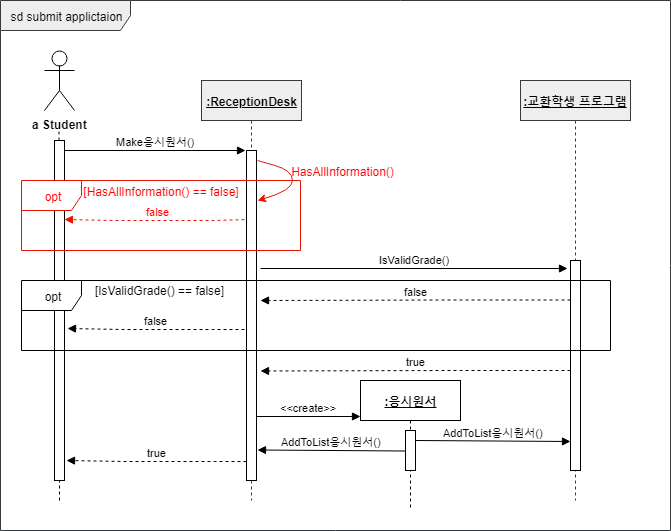 sd submit applictaion
a Student
:ReceptionDesk
:교환학생 프로그램
Make응시원서()
HasAllInformation()
opt
[HasAllInformation() == false]
false
IsValidGrade()
opt
[IsValidGrade() == false]
false
false
true
:응시원서
<<create>>
AddToList응시원서()
AddToList응시원서()
true